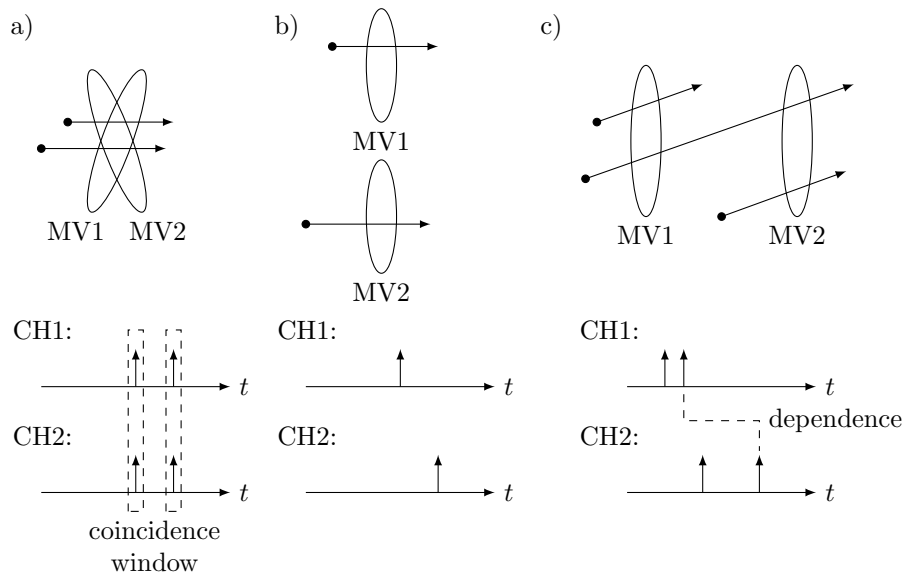 a)
MV1 MV2
CH1:
t
CH2:
t
coincidence
window
b)
MV1
MV2
CH1:
t
CH2:
t
c)
MV1 MV2
CH1:
t
dependence
CH2:
t